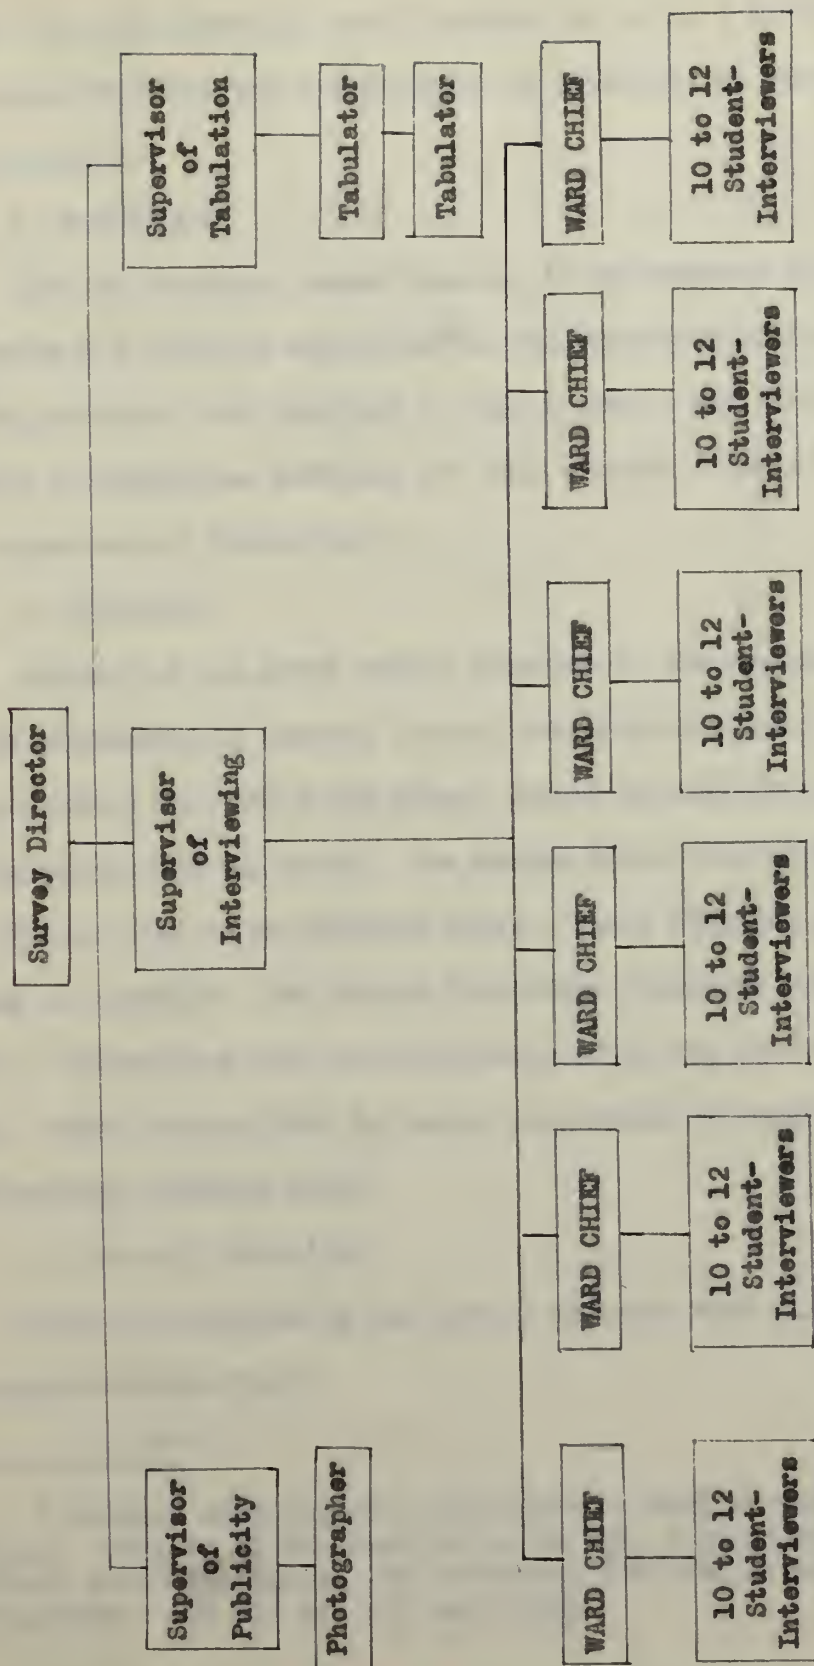 Survey Director
Supervisor
of
Publicity
Photographer
Supervisor
of
Interviewing
Supervisor
of
Tabulation
Tabulator
Tabulator
WARD CHIEF
10 to 12
Student-
Interviewers
WARD CHIEF
10 to 12
Student-
Interviewers
WARD CHIEF
10 to 12
Student-
Interviewers
WARD CHIEF
10 to 12
Student-
Interviewers
WARD CHIEF
10 to 12
Student-
Interviewers
WARD CHIEF
10 to 12
Student-
Interviewers